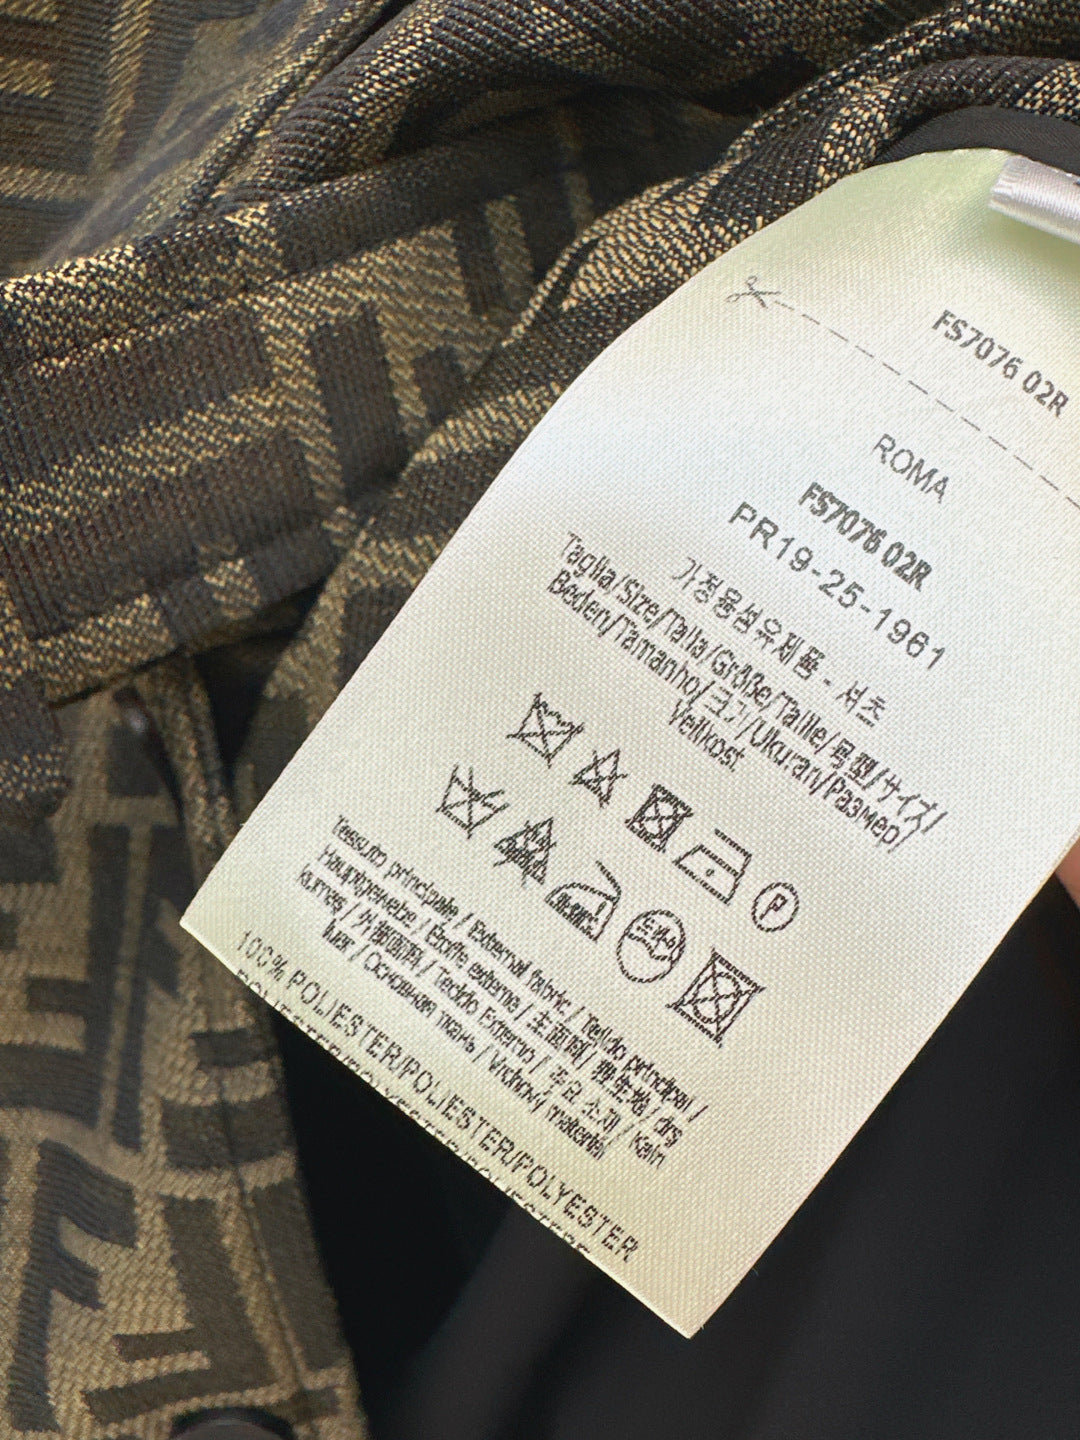 FS7076 02R
ROMA
FS7076 02R
PR19-25-1961
가정용섬유제품 - 셔츠
Taglia/Size/Talla/Größe/Taille/号型/サイズ/
Beden/Tamanho/크기/Ukuran/Размер/
Velikost
P
Tessuto principale / External fabric / Tejido principal /
Hauptgewebe / Étoffe externe / 主面料 / 表生地 / dış
kumaş / 外部面料 / Tecido Externo / 주요 소재 / kain
luar / Основная ткань / Vrchový materiál
100% POLIESTER/POLIESTER/POLYESTER